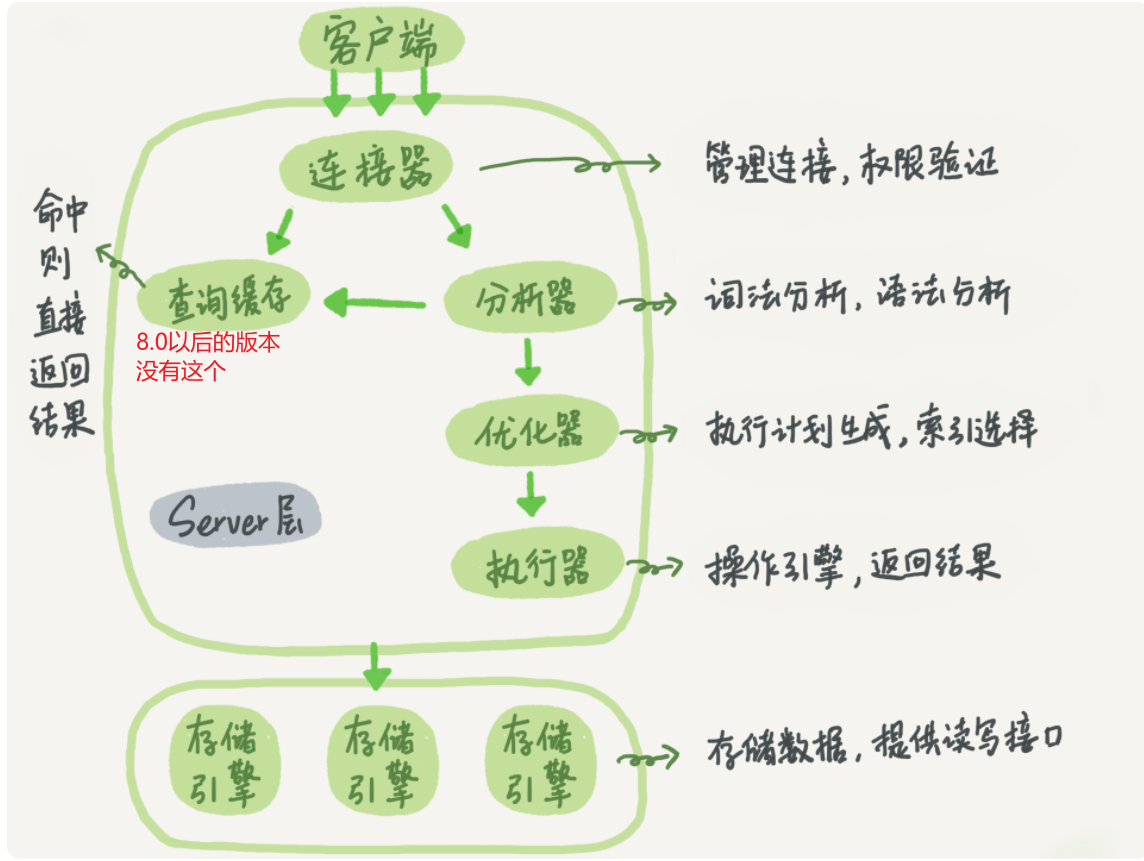 客户端
连接器
管理连接,权限验证
命中
则
直接
返回
结果
查询缓存
8.0以后的版本
没有这个
分析器
词法分析,语法分析
优化器
执行计划生成,索引选择
Server层
执行器
操作引擎,返回结果
存储
引擎
存储
引擎
存储
引擎
存储数据,提供读写接口